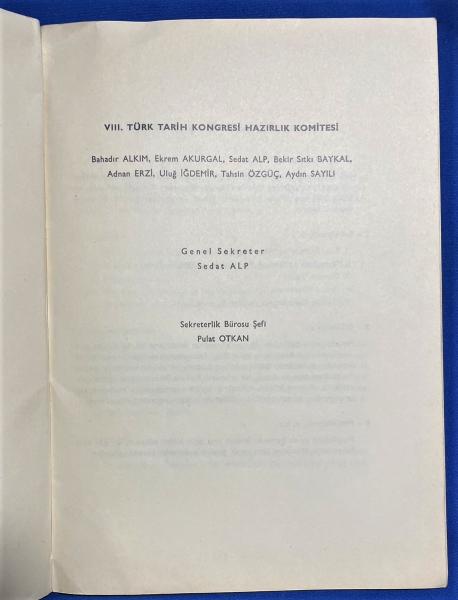 VIII. TÜRK TARİH KONGRESİ HAZIRLIK KOMİTESİ
Bahadır ALKIM, Ekrem AKURGAL, Sedat ALP, Bekir Sıtkı BAYKAL,
Adnan ERZİ, Uluğ İĞDEMİR, Tahsin ÖZGÜÇ, Aydın SAYILI
Genel Sekreter
Sedat ALP
Sekreterlik Bürosu Şefi
Pulat OTKAN